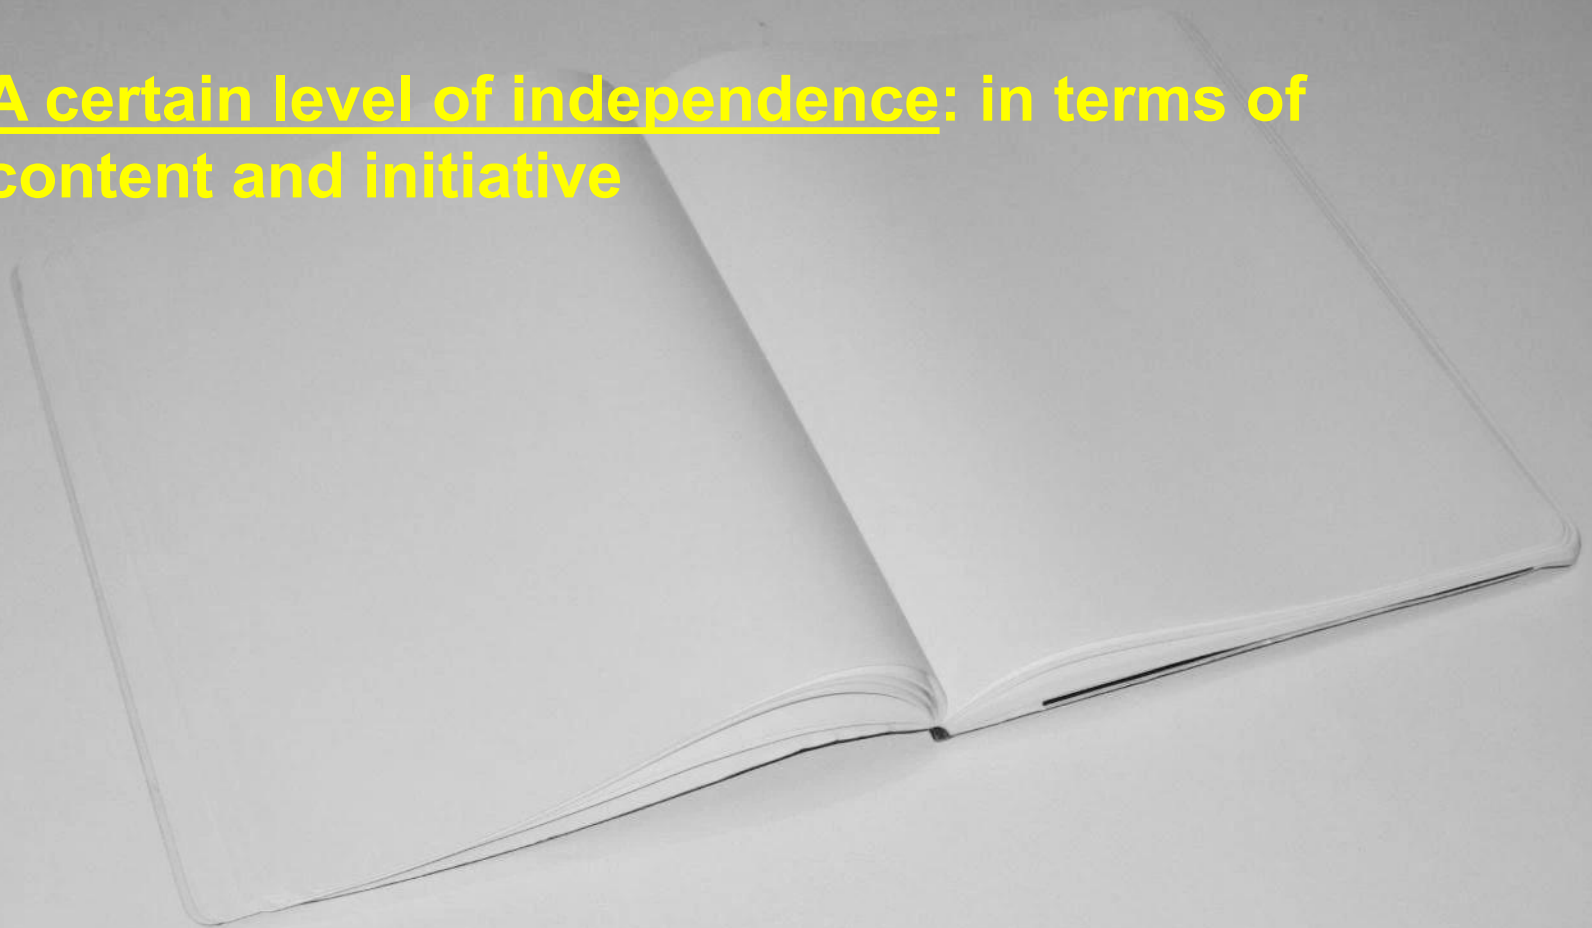 A certain level of independence: in terms of
content and initiative